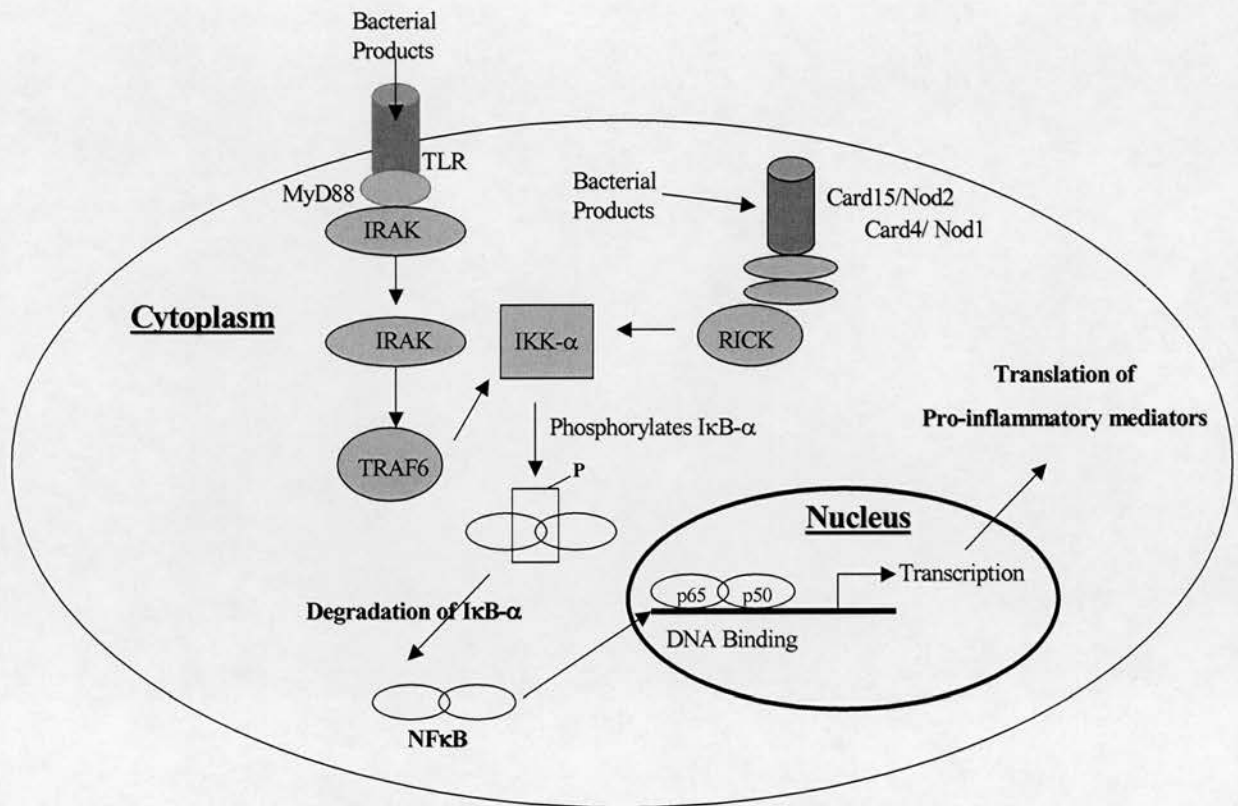 Bacterial
Products
TLR
MyD88
IRAK
Bacterial
Products
Card15/Nod2
Card4/ Nod1
Cytoplasm
IRAK
IKK-α
RICK
TRAF6
Phosphorylates IκB-α
P
Translation of
Pro-inflammatory mediators
Nucleus
p65
p50
Transcription
DNA Binding
Degradation of IκB-α
NFκB